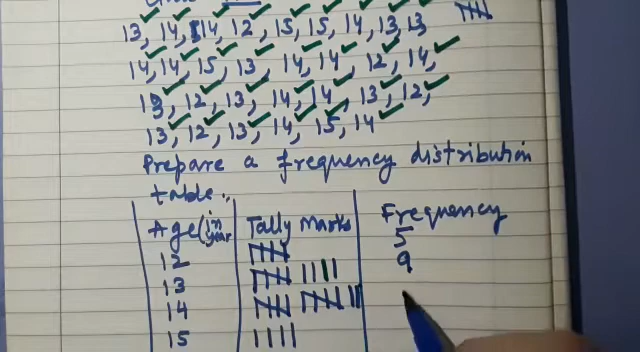 13, 14, 14, 12, 15, 15, 14, 13, 13
14, 14, 15, 13, 14, 14, 12, 14,
13, 12, 13, 14, 14, 13, 12,
13, 12, 13, 14, 15, 14
Prepare a frequency distribution
table.
Age (in year Tally Marks Frequency
12 5
13 9
14
15